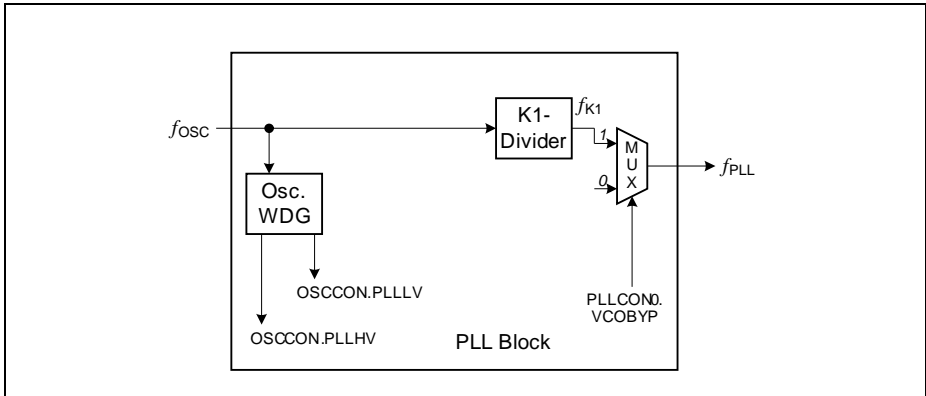 fOSC
K1-
Divider
fK1
1
0
M
U
X
fPLL
Osc.
WDG
OSCCON.PLLLV
OSCCON.PLLHV
PLLCON0.
VCOBYP
PLL Block